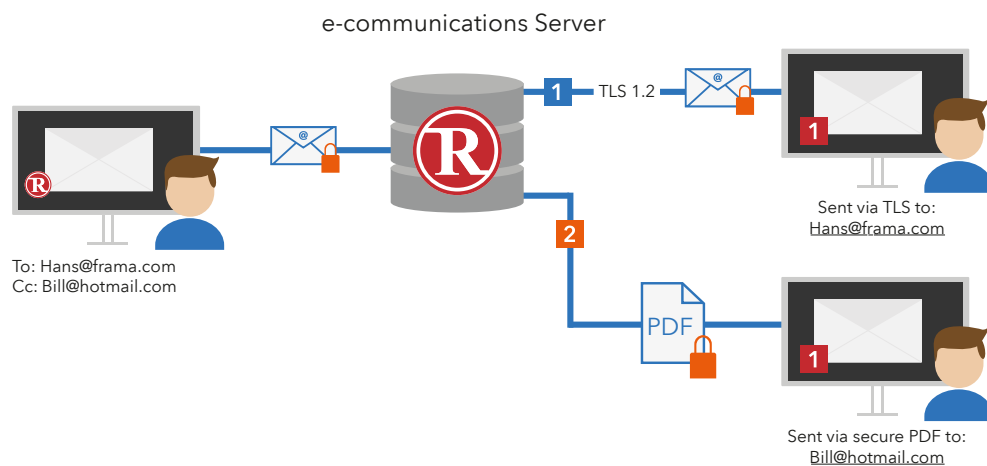 e-communications Server
1
TLS 1.2
@
1
@
R
R
Sent via TLS to:
Hans@frama.com
2
To: Hans@frama.com
Cc: Bill@hotmail.com
PDF
1
Sent via secure PDF to:
Bill@hotmail.com